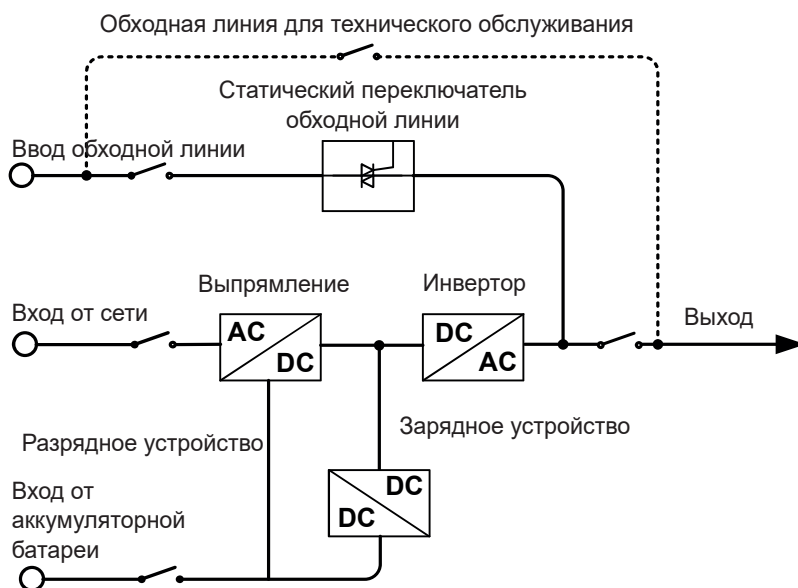 Обходная линия для технического обслуживания
Статический переключатель
обходной линии
Ввод обходной линии
Выпрямление
Инвертор
Вход от сети
AC
DC
DC
AC
Выход
Разрядное устройство
Зарядное устройство
DC
DC
Вход от
аккумуляторной
батареи